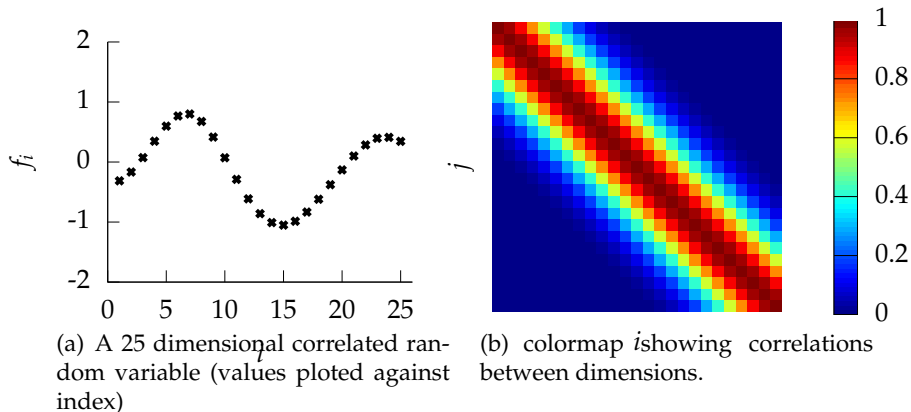 2
1
0
-1
-2
f_i
0
5
10
15
20
25
i
(a) A 25 dimensional correlated ran-
dom variable (values ploted against
index)
j
i
1
0.8
0.6
0.4
0.2
0
(b) colormap showing correlations
between dimensions.